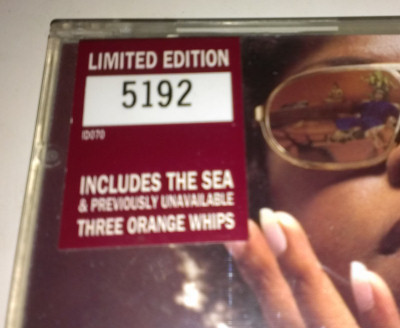 LIMITED EDITION
5192
ID070
INCLUDES THE SEA
& PREVIOUSLY UNAVAILABLE
THREE ORANGE WHIPS